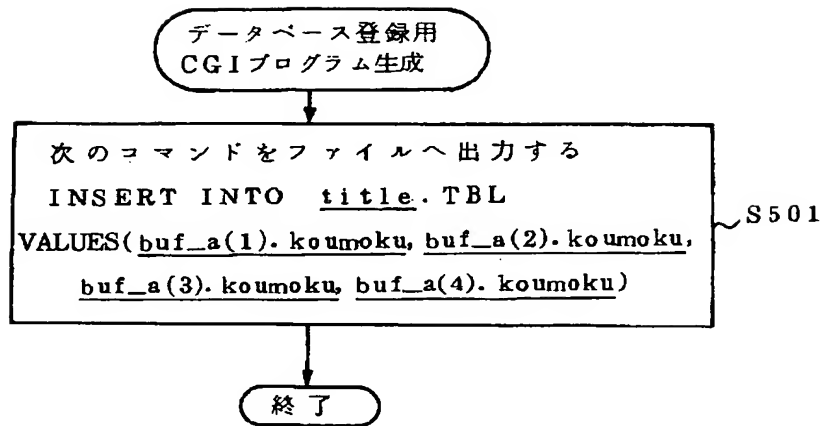 データベース登録用
CGIプログラム生成
次のコマンドをファイルへ出力する
INSERT INTO title.TBL
VALUES(buf_a(1).koumoku, buf_a(2).koumoku,
buf_a(3).koumoku, buf_a(4).koumoku)
S501
終了